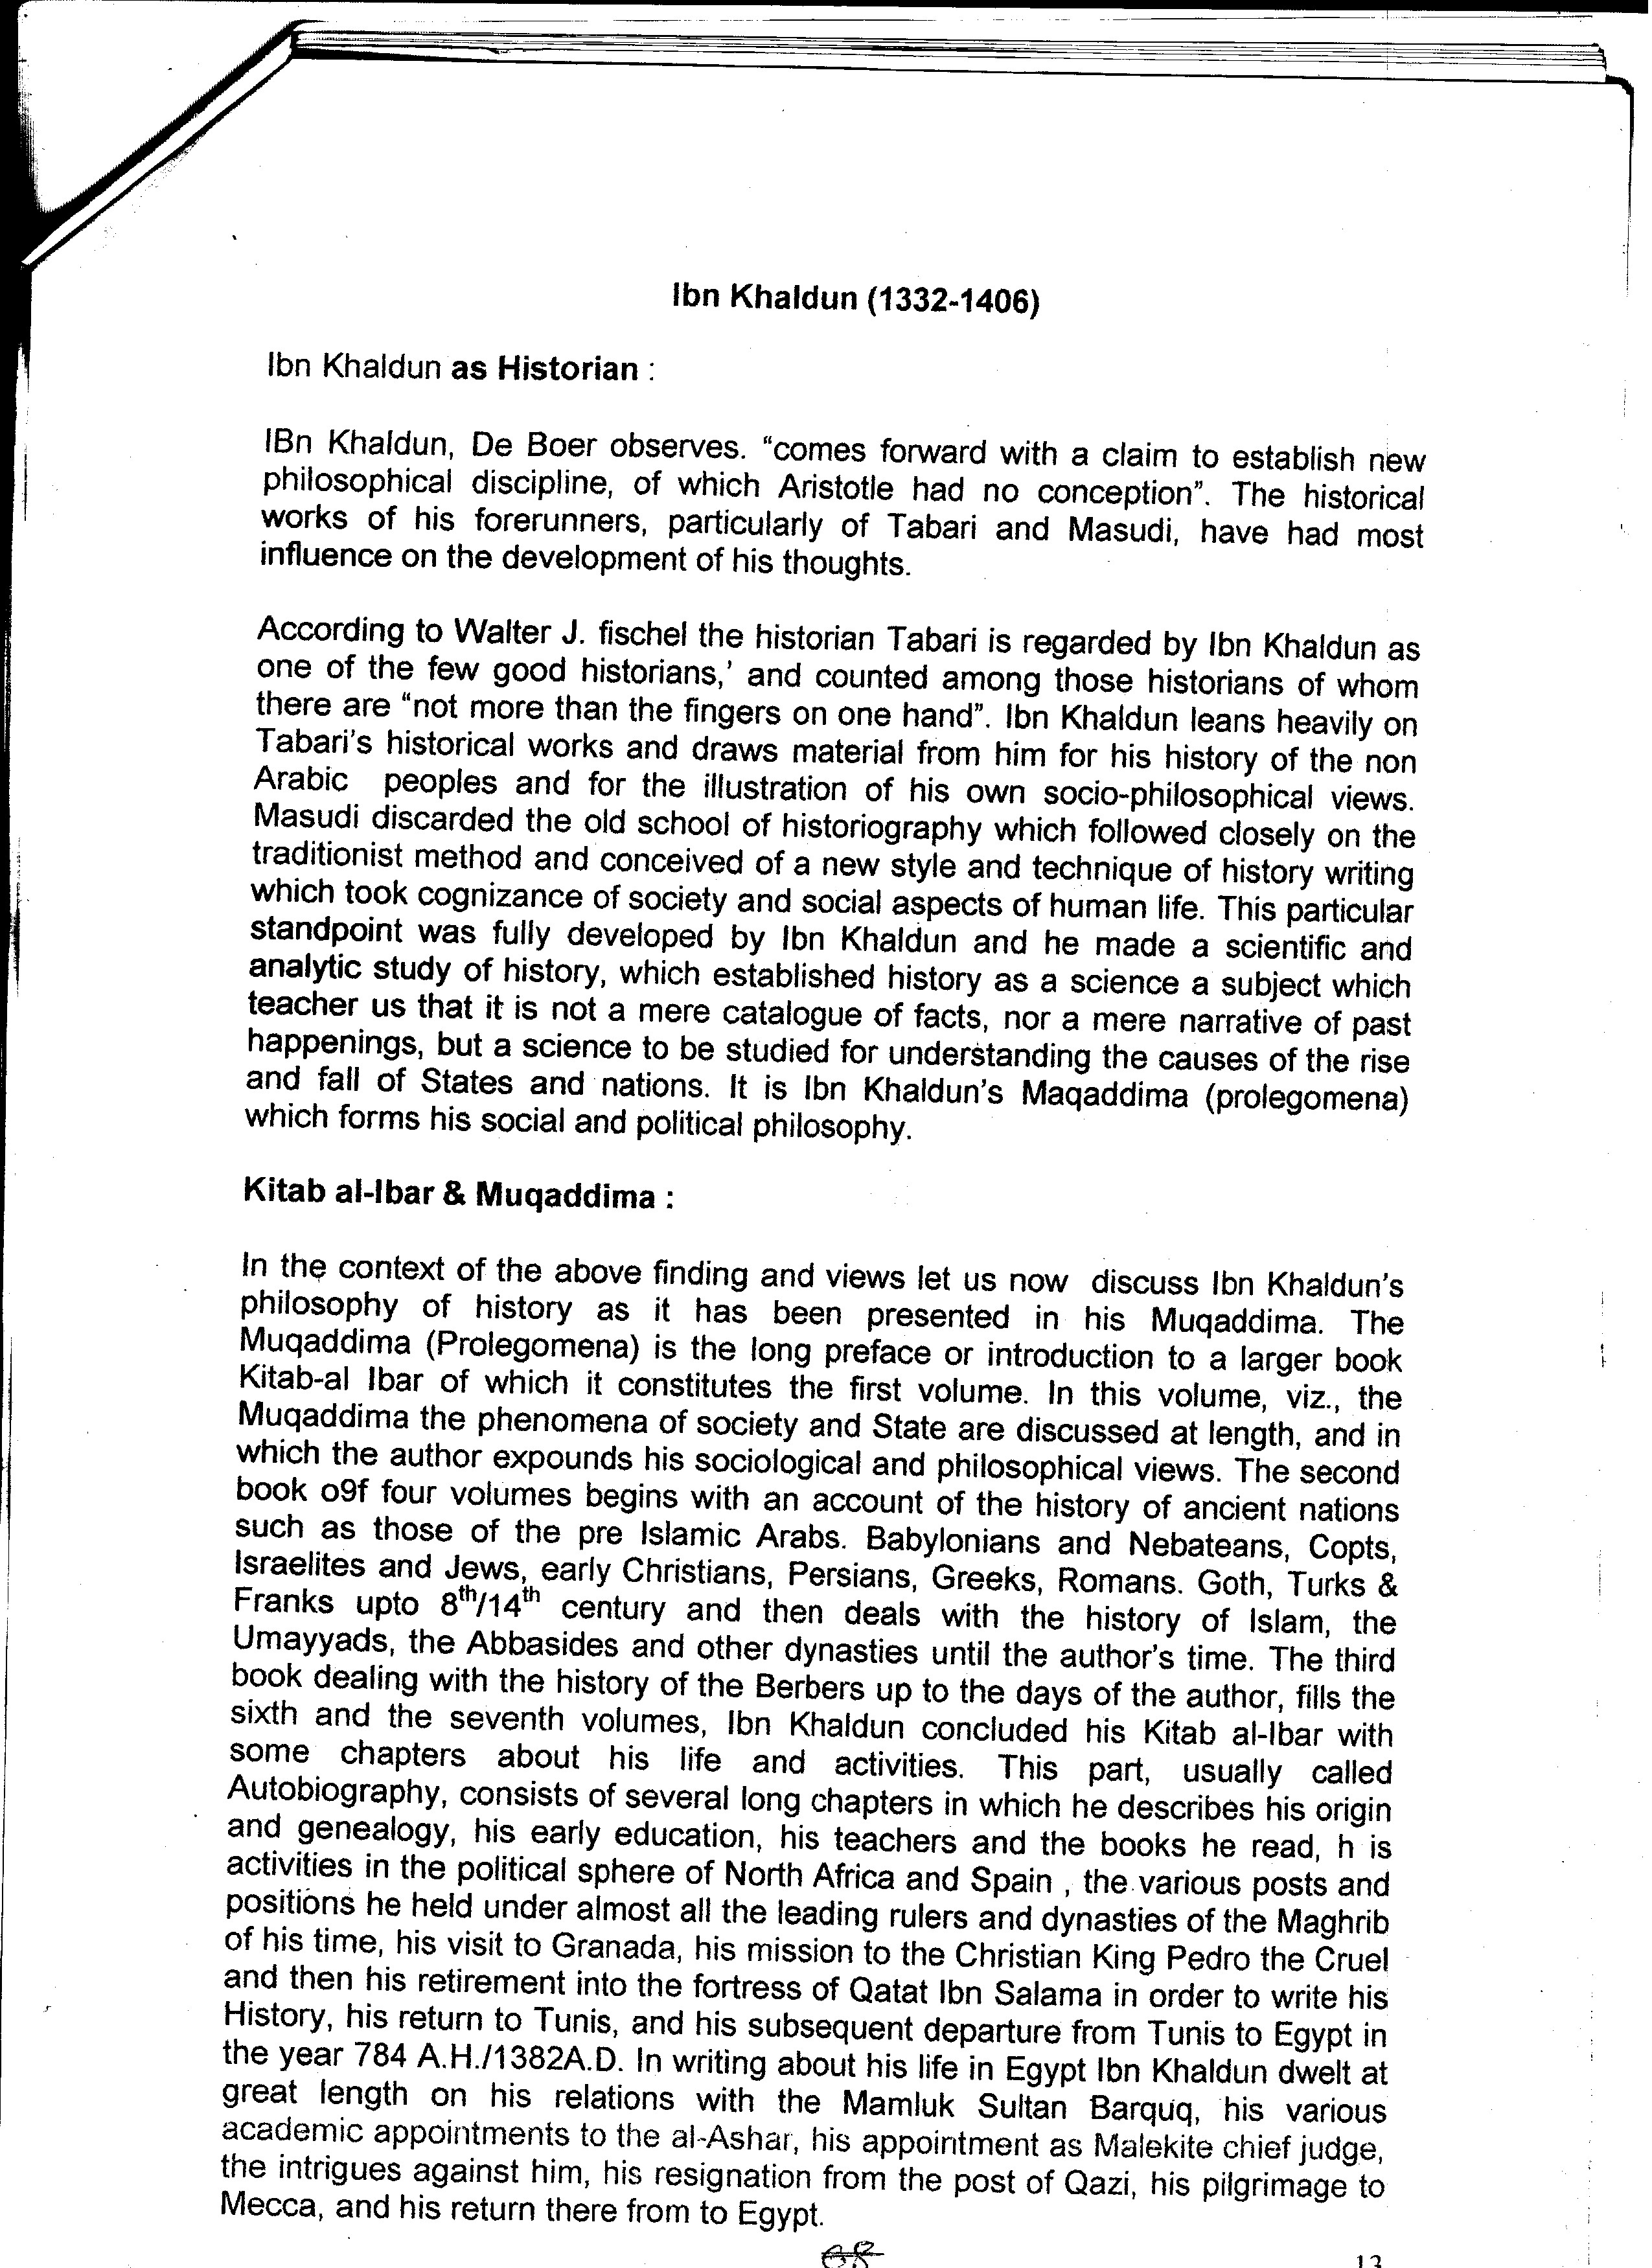 Ibn Khaldun (1332-1406)
Ibn Khaldun as Historian :
IBn Khaldun, De Boer observes. “comes forward with a claim to establish new
philosophical discipline, of which Aristotle had no conception”. The historical
works of his forerunners, particularly of Tabari and Masudi, have had most
influence on the development of his thoughts.
According to Walter J. fischel the historian Tabari is regarded by Ibn Khaldun as
one of the few good historians,’ and counted among those historians of whom
there are “not more than the fingers on one hand”. Ibn Khaldun leans heavily on
Tabari’s historical works and draws material from him for his history of the non
Arabic peoples and for the illustration of his own socio-philosophical views.
Masudi discarded the old school of historiography which followed closely on the
traditionist method and conceived of a new style and technique of history writing
which took cognizance of society and social aspects of human life. This particular
standpoint was fully developed by Ibn Khaldun and he made a scientific and
analytic study of history, which established history as a science a subject which
teacher us that it is not a mere catalogue of facts, nor a mere narrative of past
happenings, but a science to be studied for understanding the causes of the rise
and fall of States and nations. It is Ibn Khaldun’s Maqaddima (prolegomena)
which forms his social and political philosophy.
Kitab al-Ibar & Muqaddima :
In the context of the above finding and views let us now discuss Ibn Khaldun’s
philosophy of history as it has been presented in his Muqaddima. The
Muqaddima (Prolegomena) is the long preface or introduction to a larger book
Kitab-al Ibar of which it constitutes the first volume. In this volume, viz., the
Muqaddima the phenomena of society and State are discussed at length, and in
which the author expounds his sociological and philosophical views. The second
book o9f four volumes begins with an account of the history of ancient nations
such as those of the pre Islamic Arabs. Babylonians and Nebateans, Copts,
Israelites and Jews, early Christians, Persians, Greeks, Romans. Goth, Turks &
Franks upto 8th/14th century and then deals with the history of Islam, the
Umayyads, the Abbasides and other dynasties until the author’s time. The third
book dealing with the history of the Berbers up to the days of the author, fills the
sixth and the seventh volumes, Ibn Khaldun concluded his Kitab al-Ibar with
some chapters about his life and activities. This part, usually called
Autobiography, consists of several long chapters in which he describes his origin
and genealogy, his early education, his teachers and the books he read, h is
activities in the political sphere of North Africa and Spain , the various posts and
positions he held under almost all the leading rulers and dynasties of the Maghrib
of his time, his visit to Granada, his mission to the Christian King Pedro the Cruel
and then his retirement into the fortress of Qatat Ibn Salama in order to write his
History, his return to Tunis, and his subsequent departure from Tunis to Egypt in
the year 784 A.H./1382A.D. In writing about his life in Egypt Ibn Khaldun dwelt at
great length on his relations with the Mamluk Sultan Barquq, his various
academic appointments to the al-Ashar, his appointment as Malekite chief judge,
the intrigues against him, his resignation from the post of Qazi, his pilgrimage to
Mecca, and his return there from to Egypt.
13